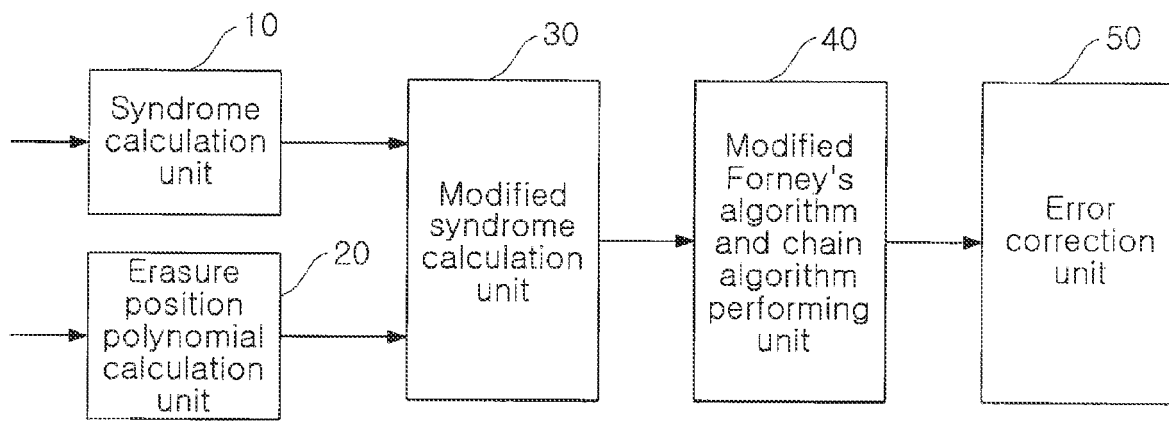 10
Syndrome
calculation
unit
20
Erasure
position
polynomial
calculation
unit
30
Modified
syndrome
calculation
unit
40
Modified
Forney's
algorithm
and chain
algorithm
performing
unit
50
Error
correction
unit